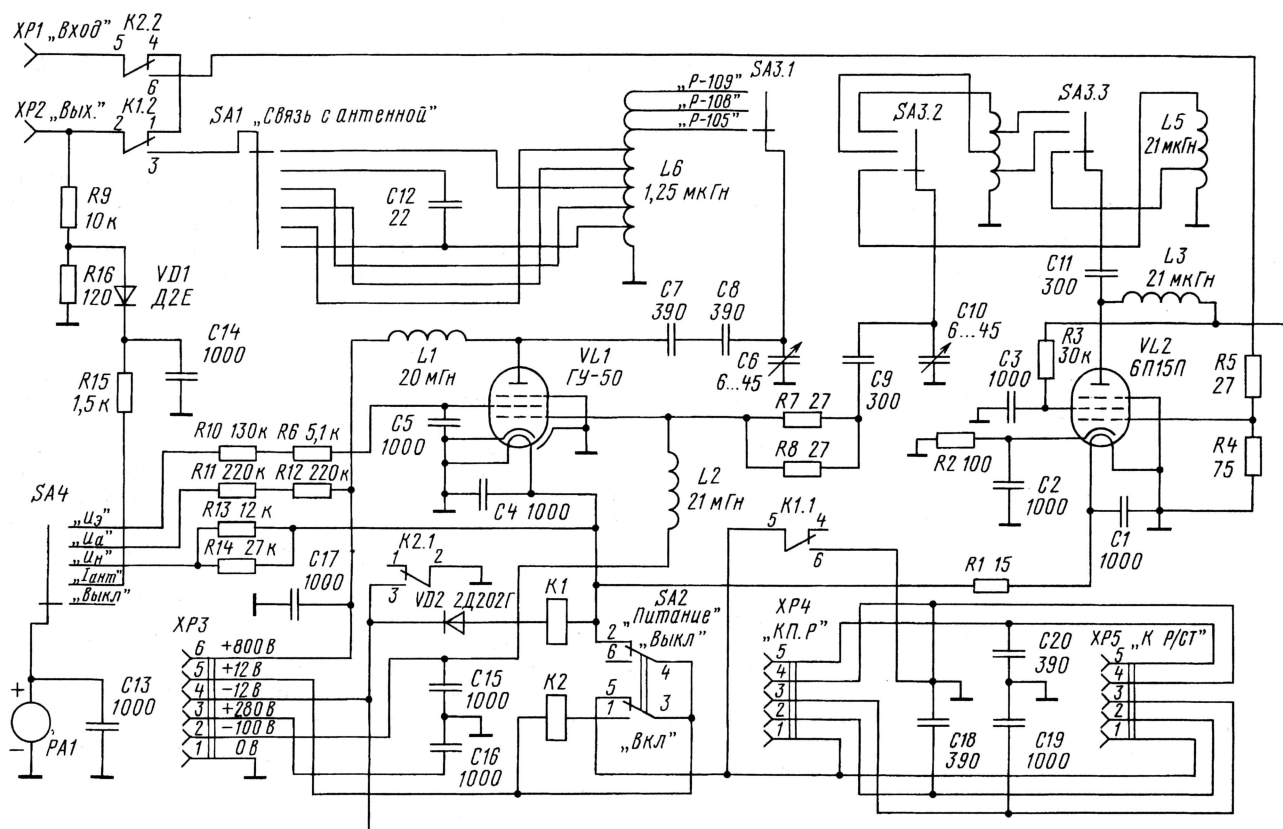 XP1 „Вход”
K2.2
5 4
6
XP2 „Вых.”
K1.2
2 1
3
SA1 „Связь с антенной”
„Р-109”
„Р-108”
„Р-105”
SA3.1
SA3.2
SA3.3
L5
21 мкГн
L6
1,25 мкГн
C12
22
R9
10 к
R16
120
VD1
Д2Е
C14
1000
R15
1,5 к
L1
20 мГн
VL1
ГУ-50
C7
390
C8
390
C6
6...45
C10
6...45
C9
300
C11
300
L3
21 мкГн
R3
30к
C3
1000
VL2
6П15П
R5
27
R4
75
R7 27
R8 27
R2 100
C2
1000
C1
1000
C5
1000
R10 130к
R6 5,1 к
R11 220 к
R12 220 к
R13 12 к
R14 27 к
C4 1000
L2
21 мГн
K1.1
5 4
6
R1 15
SA4
„Uэ”
„Uа”
„Uн”
„Iант”
„Выкл”
C17
1000
K2.1
1 2
3
VD2 2Д202Г
K1
SA2
„Питание”
„Выкл”
2
6
4
5
1
3
„Вкл”
K2
XP3
6 +800 В
5 +12 В
4 −12 В
3 +280 В
2 −100 В
1 0 В
C15
1000
C16
1000
C13
1000
+
−
PA1
XP4
„КП.Р”
5
4
3
2
1
C20
390
C18
390
C19
1000
XP5 „К Р/СТ”
5
4
3
2
1